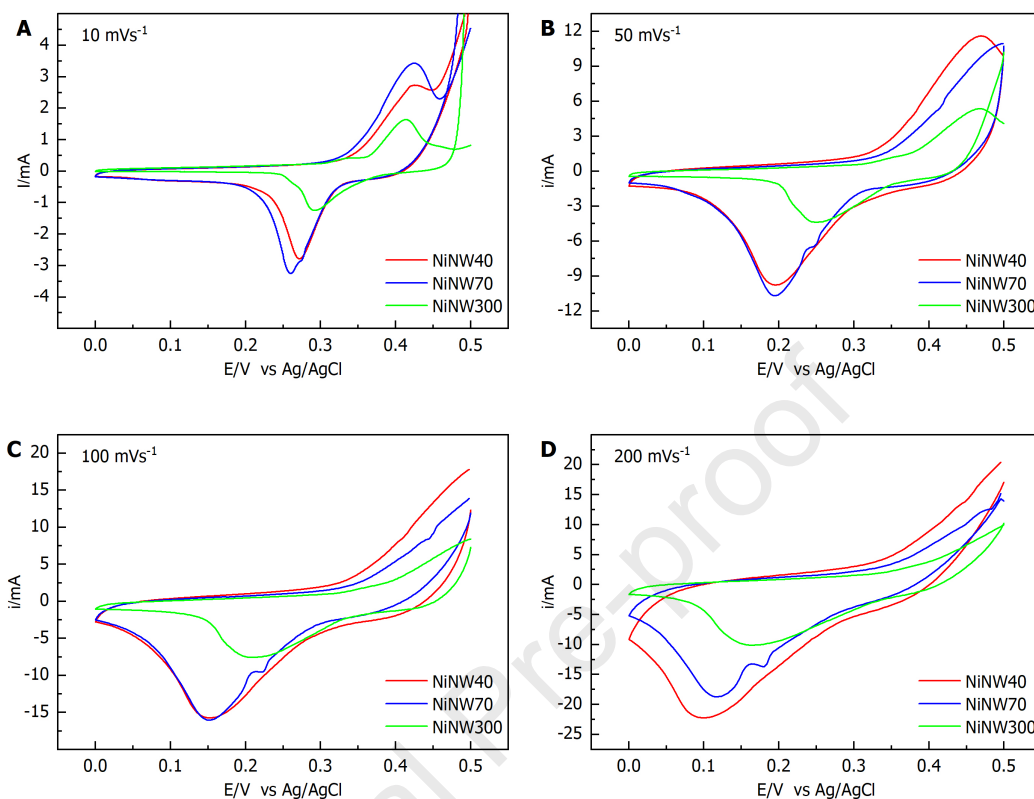 A
10 mVs⁻¹
I/mA
4
3
2
1
0
-1
-2
-3
-4
NiNW40
NiNW70
NiNW300
0.0 0.1 0.2 0.3 0.4 0.5
E/V vs Ag/AgCl
B
50 mVs⁻¹
i/mA
12
9
6
3
0
-3
-6
-9
-12
NiNW40
NiNW70
NiNW300
0.0 0.1 0.2 0.3 0.4 0.5
E/V vs Ag/AgCl
C
100 mVs⁻¹
i/mA
20
15
10
5
0
-5
-10
-15
NiNW40
NiNW70
NiNW300
0.0 0.1 0.2 0.3 0.4 0.5
E/V vs Ag/AgCl
D
200 mVs⁻¹
i/mA
20
15
10
5
0
-5
-10
-15
-20
-25
NiNW40
NiNW70
NiNW300
0.0 0.1 0.2 0.3 0.4 0.5
E/V vs Ag/AgCl
Pre-proof